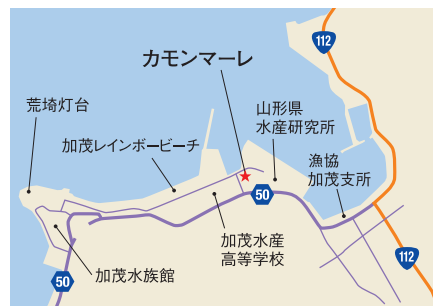 112
カモンマーレ
荒埼灯台
山形県
水産研究所
加茂レインボービーチ
漁協
加茂支所
50
加茂水産
高等学校
112
加茂水族館
50